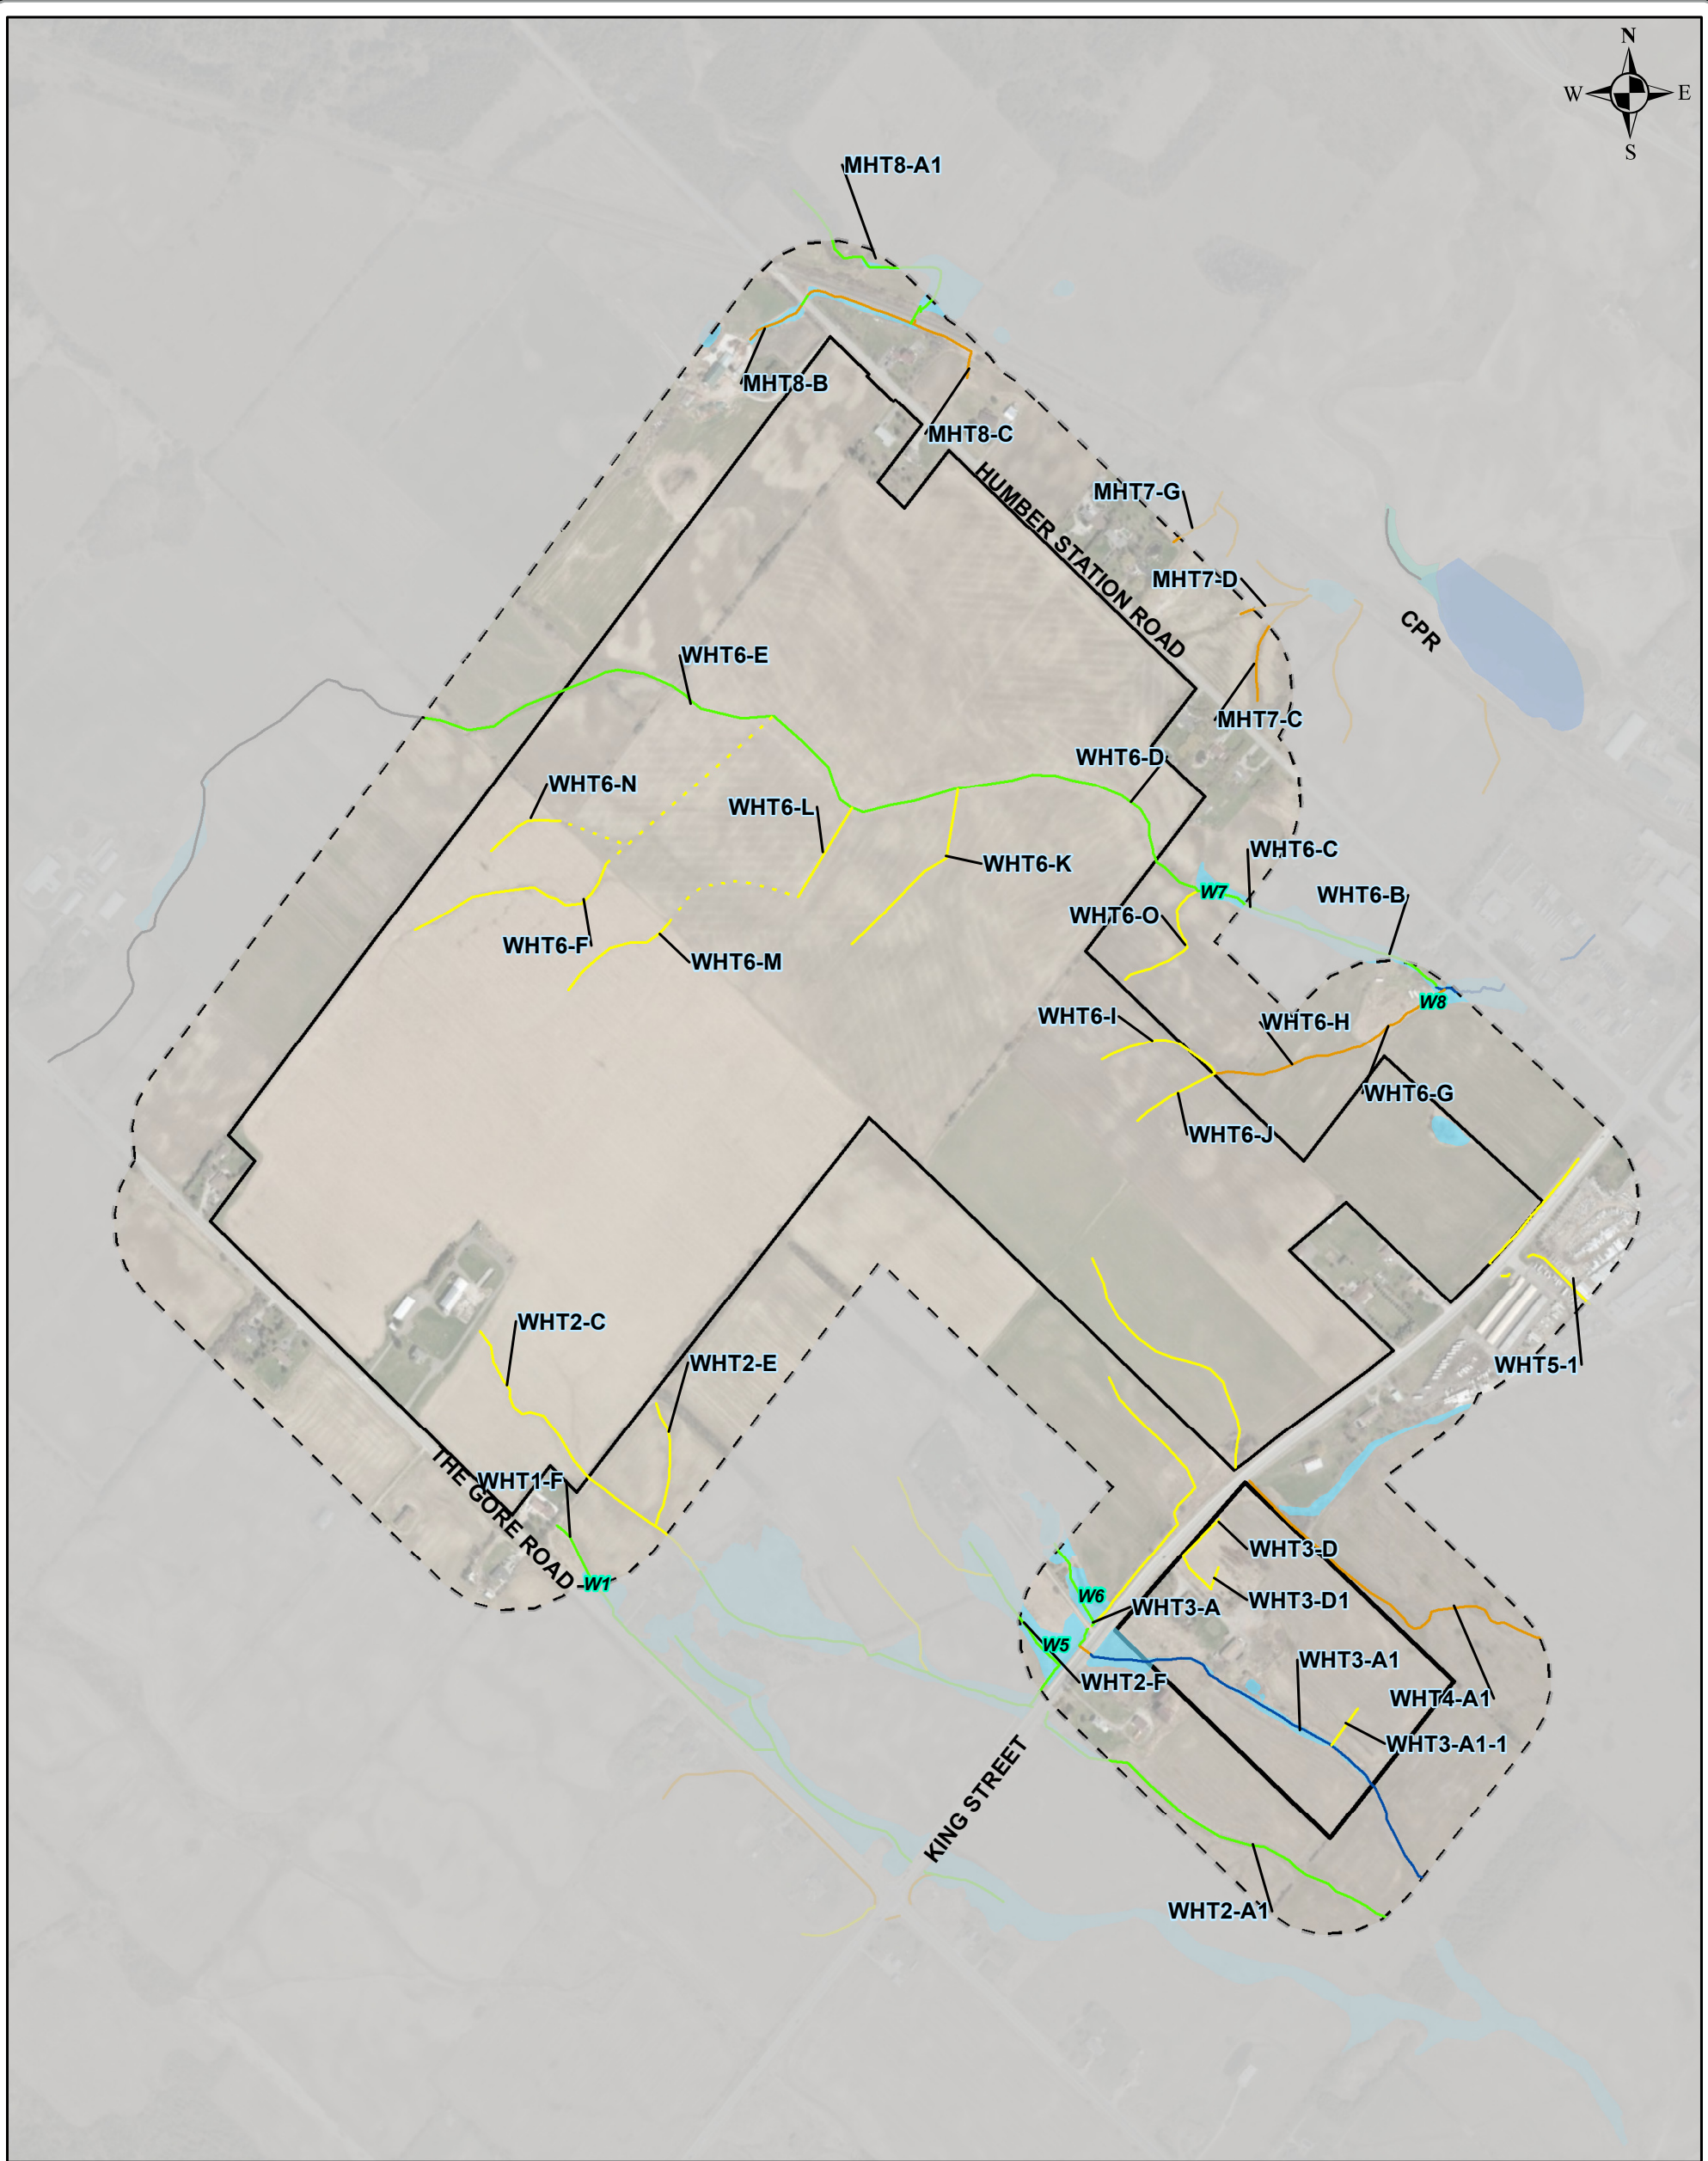 N
W E
S
MHT8-A1
MHT8-B
MHT8-C
MHT7-G
HUMBER STATION ROAD
MHT7-D
CPR
WHT6-E
MHT7-C
WHT6-D
WHT6-N
WHT6-L
WHT6-K
WHT6-C
W7
WHT6-B
WHT6-O
WHT6-F
WHT6-M
W8
WHT6-I
WHT6-H
WHT6-G
WHT6-J
WHT2-C
WHT2-E
WHT5-1
WHT1-F
THE GORE ROAD
W1
WHT3-D
W6
WHT3-D1
WHT3-A
W5
WHT3-A1
WHT2-F
WHT4-A1
WHT3-A1-1
KING STREET
WHT2-A1